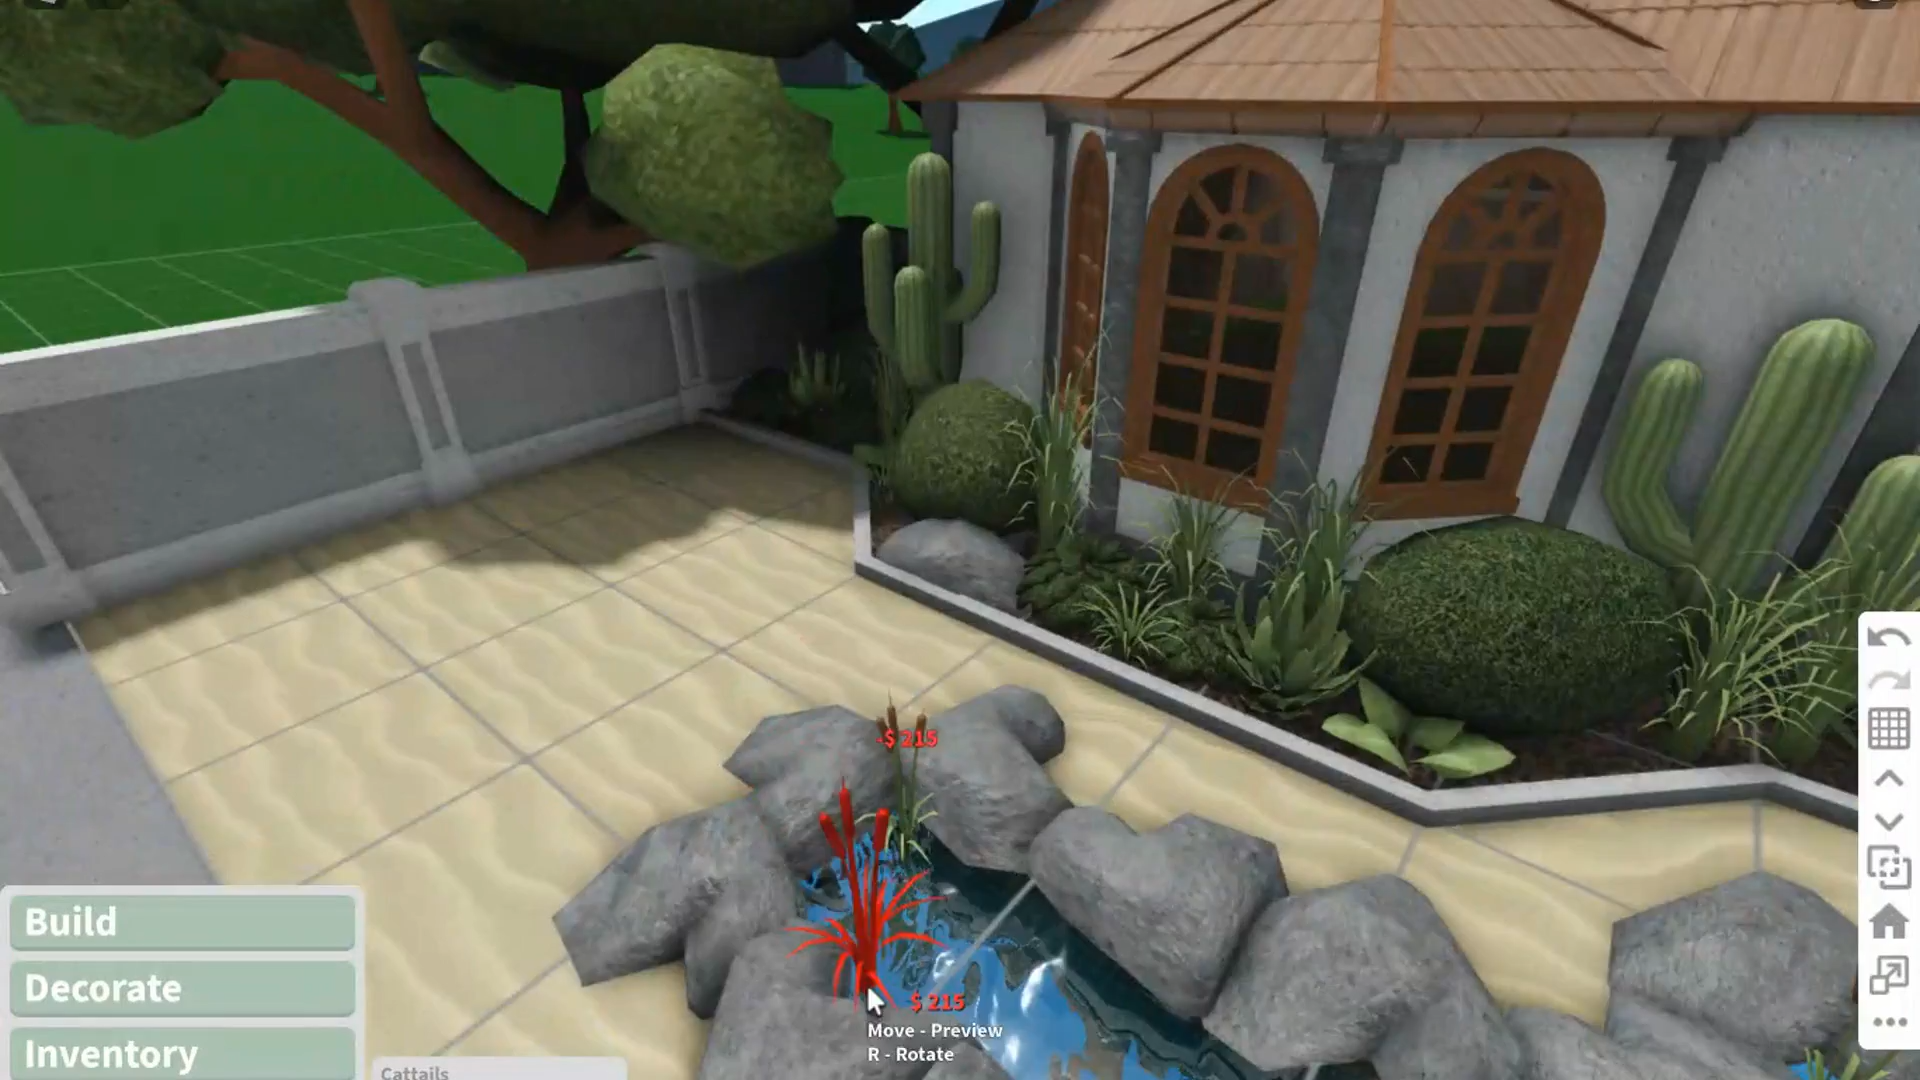 -$ 215
$ 215
Move - Preview
R - Rotate
Build
Decorate
Inventory
Cattails